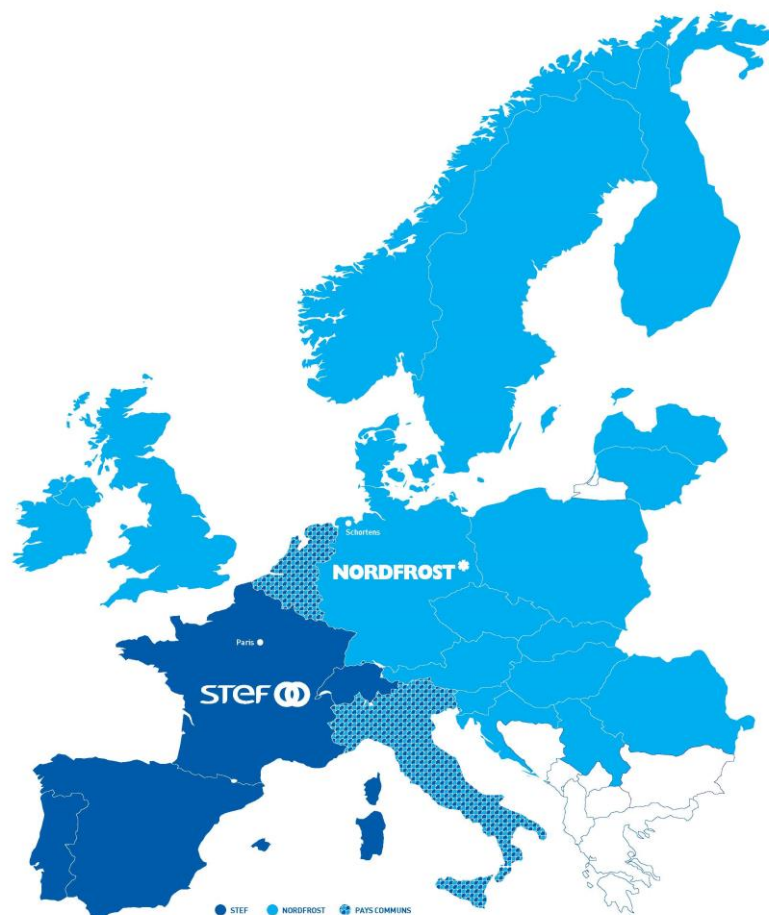 Schortens
NORDFROST
Paris
STEF
STEF NORDFROST PAYS COMMUNS